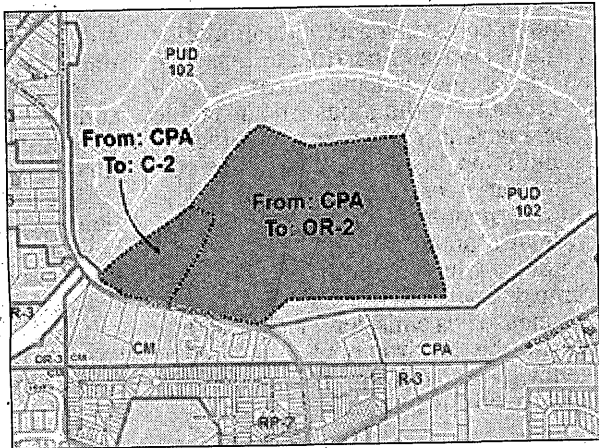 PUD
102
From: CPA
To: C-2
From: CPA
To: OR-2
PUD
102
R-3
CM
CPA
OR-3
CM
R-3
RP-2